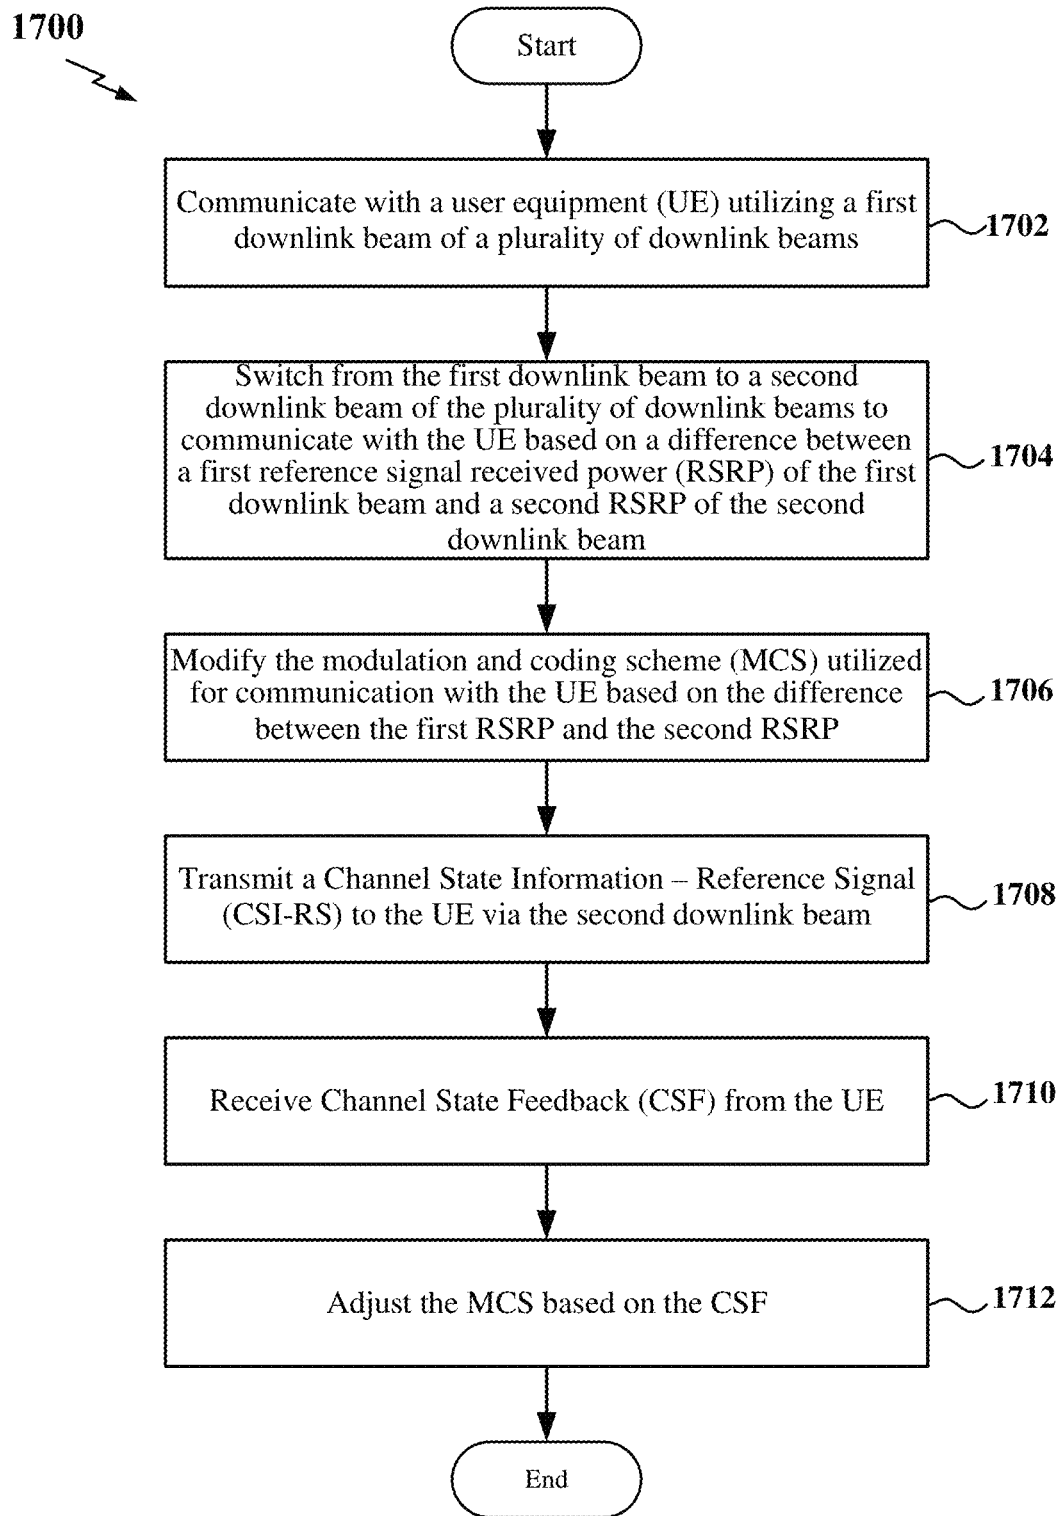 1700
Start
Communicate with a user equipment (UE) utilizing a first
downlink beam of a plurality of downlink beams
1702
Switch from the first downlink beam to a second
downlink beam of the plurality of downlink beams to
communicate with the UE based on a difference between
a first reference signal received power (RSRP) of the first
downlink beam and a second RSRP of the second
downlink beam
1704
Modify the modulation and coding scheme (MCS) utilized
for communication with the UE based on the difference
between the first RSRP and the second RSRP
1706
Transmit a Channel State Information – Reference Signal
(CSI-RS) to the UE via the second downlink beam
1708
Receive Channel State Feedback (CSF) from the UE
1710
Adjust the MCS based on the CSF
1712
End